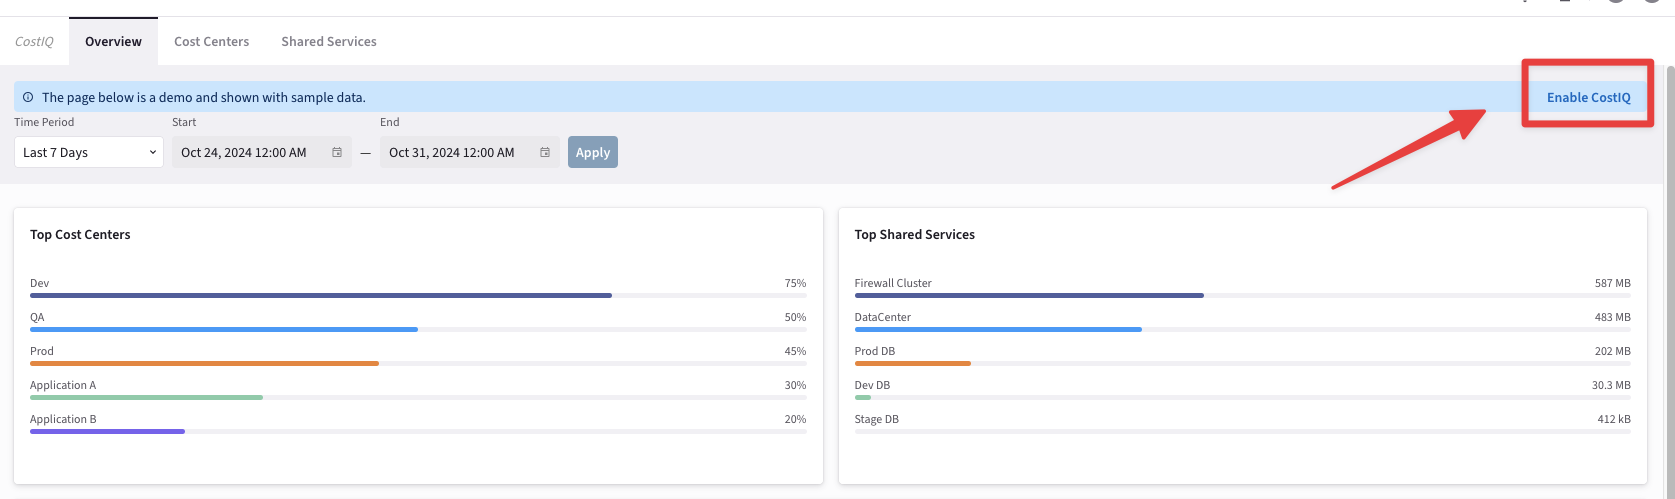 CostIQ Overview Cost Centers Shared Services
The page below is a demo and shown with sample data. Enable CostIQ
Time Period Start End
Last 7 Days Oct 24, 2024 12:00 AM — Oct 31, 2024 12:00 AM Apply
Top Cost Centers
Dev 75%
QA 50%
Prod 45%
Application A 30%
Application B 20%
Top Shared Services
Firewall Cluster 587 MB
DataCenter 483 MB
Prod DB 202 MB
Dev DB 30.3 MB
Stage DB 412 kB